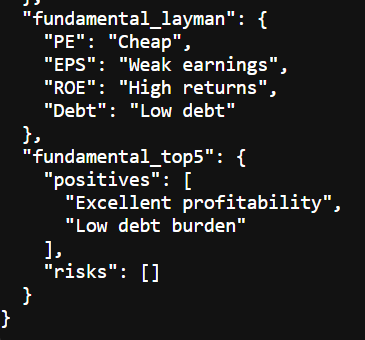 },
"fundamental_layman": {
"PE": "Cheap",
"EPS": "Weak earnings",
"ROE": "High returns",
"Debt": "Low debt"
},
"fundamental_top5": {
"positives": [
"Excellent profitability",
"Low debt burden"
],
"risks": []
}
}